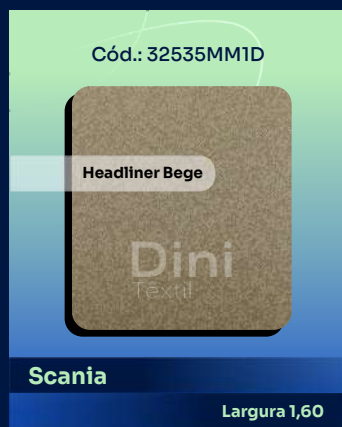 Cód.: 32535MM1D
Headliner Bege
Dini
Têxtil
Scania
Largura 1,60